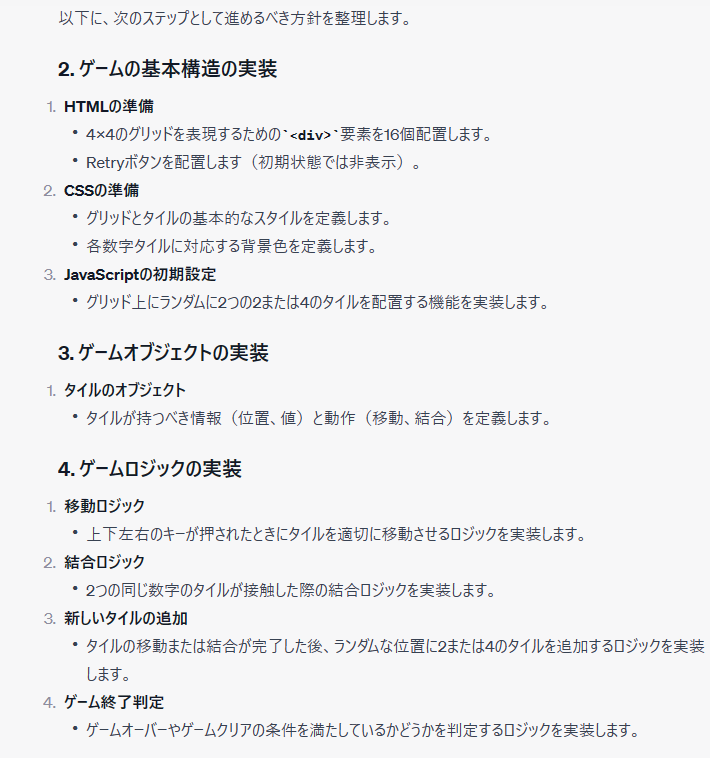 以下に、次のステップとして進めるべき方針を整理します。
2. ゲームの基本構造の実装
1. HTMLの準備
• 4×4のグリッドを表現するための`<div>`要素を16個配置します。
• Retryボタンを配置します（初期状態では非表示）。
2. CSSの準備
• グリッドとタイルの基本的なスタイルを定義します。
• 各数字タイルに対応する背景色を定義します。
3. JavaScriptの初期設定
• グリッド上にランダムに2つの2または4のタイルを配置する機能を実装します。
3. ゲームオブジェクトの実装
1. タイルのオブジェクト
• タイルが持つべき情報（位置、値）と動作（移動、結合）を定義します。
4. ゲームロジックの実装
1. 移動ロジック
• 上下左右のキーが押されたときにタイルを適切に移動させるロジックを実装します。
2. 結合ロジック
• 2つの同じ数字のタイルが接触した際の結合ロジックを実装します。
3. 新しいタイルの追加
• タイルの移動または結合が完了した後、ランダムな位置に2または4のタイルを追加するロジックを実装
します。
4. ゲーム終了判定
• ゲームオーバーやゲームクリアの条件を満たしているかどうかを判定するロジックを実装します。